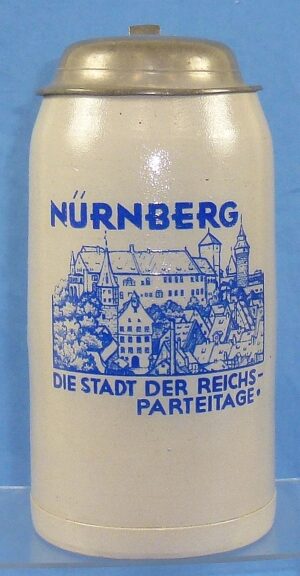 NÜRNBERG
DIE STADT DER REICHS-
PARTEITAGE.